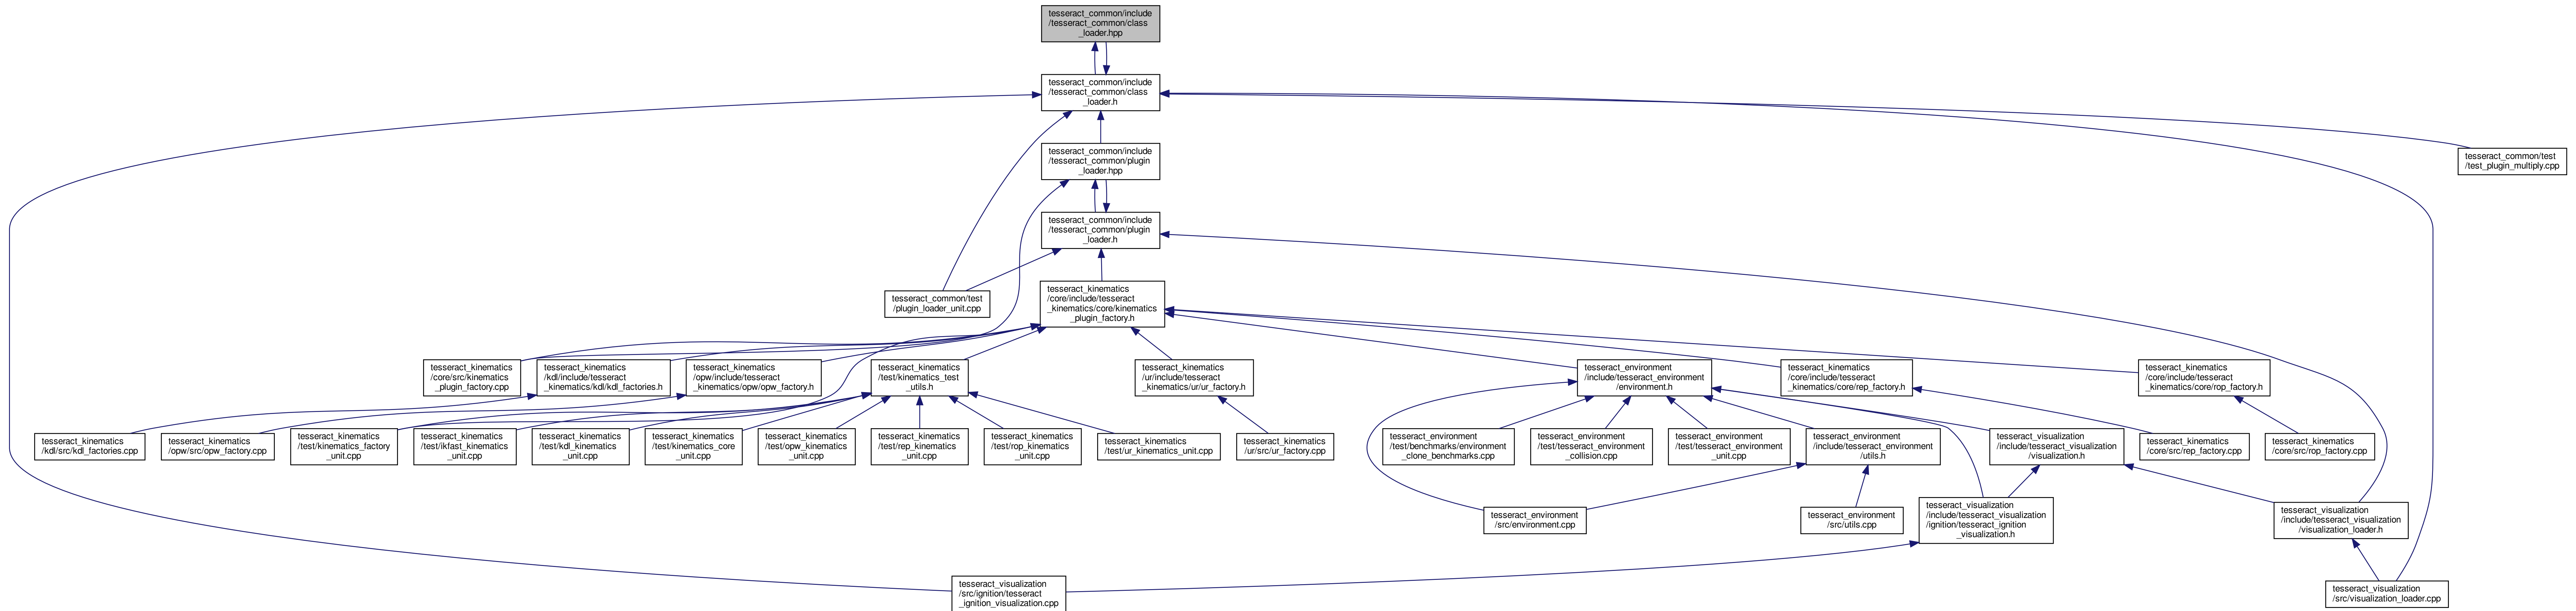 tesseract_common/include
/tesseract_common/class
_loader.hpp
tesseract_common/include
/tesseract_common/class
_loader.h
tesseract_common/include
/tesseract_common/plugin
_loader.hpp
tesseract_common/test
/test_plugin_multiply.cpp
tesseract_common/include
/tesseract_common/plugin
_loader.h
tesseract_common/test
/plugin_loader_unit.cpp
tesseract_kinematics
/core/include/tesseract
_kinematics/core/kinematics
_plugin_factory.h
tesseract_kinematics
/core/src/kinematics
_plugin_factory.cpp
tesseract_kinematics
/kdl/include/tesseract
_kinematics/kdl/kdl_factories.h
tesseract_kinematics
/opw/include/tesseract
_kinematics/opw/opw_factory.h
tesseract_kinematics
/test/kinematics_test
_utils.h
tesseract_kinematics
/ur/include/tesseract
_kinematics/ur/ur_factory.h
tesseract_environment
/include/tesseract_environment
/environment.h
tesseract_kinematics
/core/include/tesseract
_kinematics/core/rep_factory.h
tesseract_kinematics
/core/include/tesseract
_kinematics/core/rop_factory.h
tesseract_kinematics
/kdl/src/kdl_factories.cpp
tesseract_kinematics
/opw/src/opw_factory.cpp
tesseract_kinematics
/test/kinematics_factory
_unit.cpp
tesseract_kinematics
/test/ikfast_kinematics
_unit.cpp
tesseract_kinematics
/test/kdl_kinematics
_unit.cpp
tesseract_kinematics
/test/kinematics_core
_unit.cpp
tesseract_kinematics
/test/opw_kinematics
_unit.cpp
tesseract_kinematics
/test/rep_kinematics
_unit.cpp
tesseract_kinematics
/test/rop_kinematics
_unit.cpp
tesseract_kinematics
/test/ur_kinematics_unit.cpp
tesseract_kinematics
/ur/src/ur_factory.cpp
tesseract_environment
/test/benchmarks/environment
_clone_benchmarks.cpp
tesseract_environment
/test/tesseract_environment
_collision.cpp
tesseract_environment
/test/tesseract_environment
_unit.cpp
tesseract_environment
/include/tesseract_environment
/utils.h
tesseract_visualization
/include/tesseract_visualization
/visualization.h
tesseract_kinematics
/core/src/rep_factory.cpp
tesseract_kinematics
/core/src/rop_factory.cpp
tesseract_environment
/src/environment.cpp
tesseract_environment
/src/utils.cpp
tesseract_visualization
/include/tesseract_visualization
/ignition/tesseract_ignition
_visualization.h
tesseract_visualization
/include/tesseract_visualization
/visualization_loader.h
tesseract_visualization
/src/ignition/tesseract
_ignition_visualization.cpp
tesseract_visualization
/src/visualization_loader.cpp